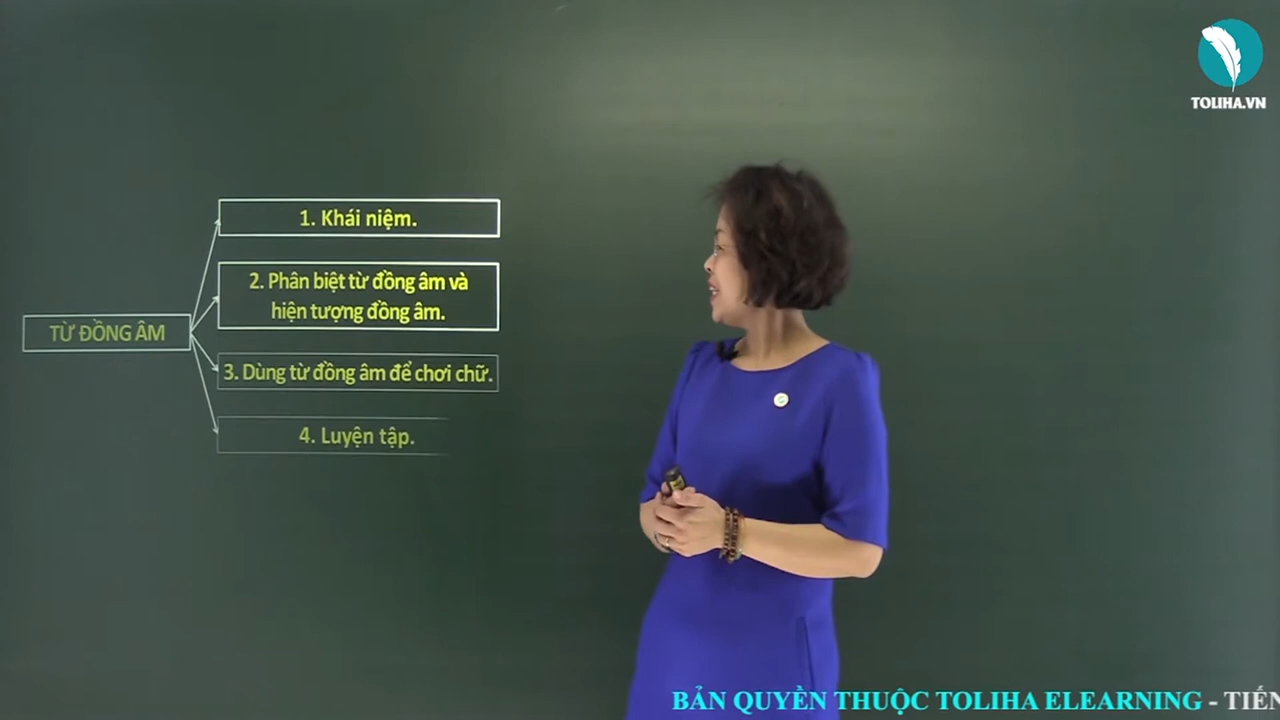 TOLIHA.VN
TỪ ĐỒNG ÂM
1. Khái niệm.
2. Phân biệt từ đồng âm và
hiện tượng đồng âm.
3. Dùng từ đồng âm để chơi chữ.
4. Luyện tập.
BẢN QUYỀN THUỘC TOLIHA ELEARNING - TIẾN